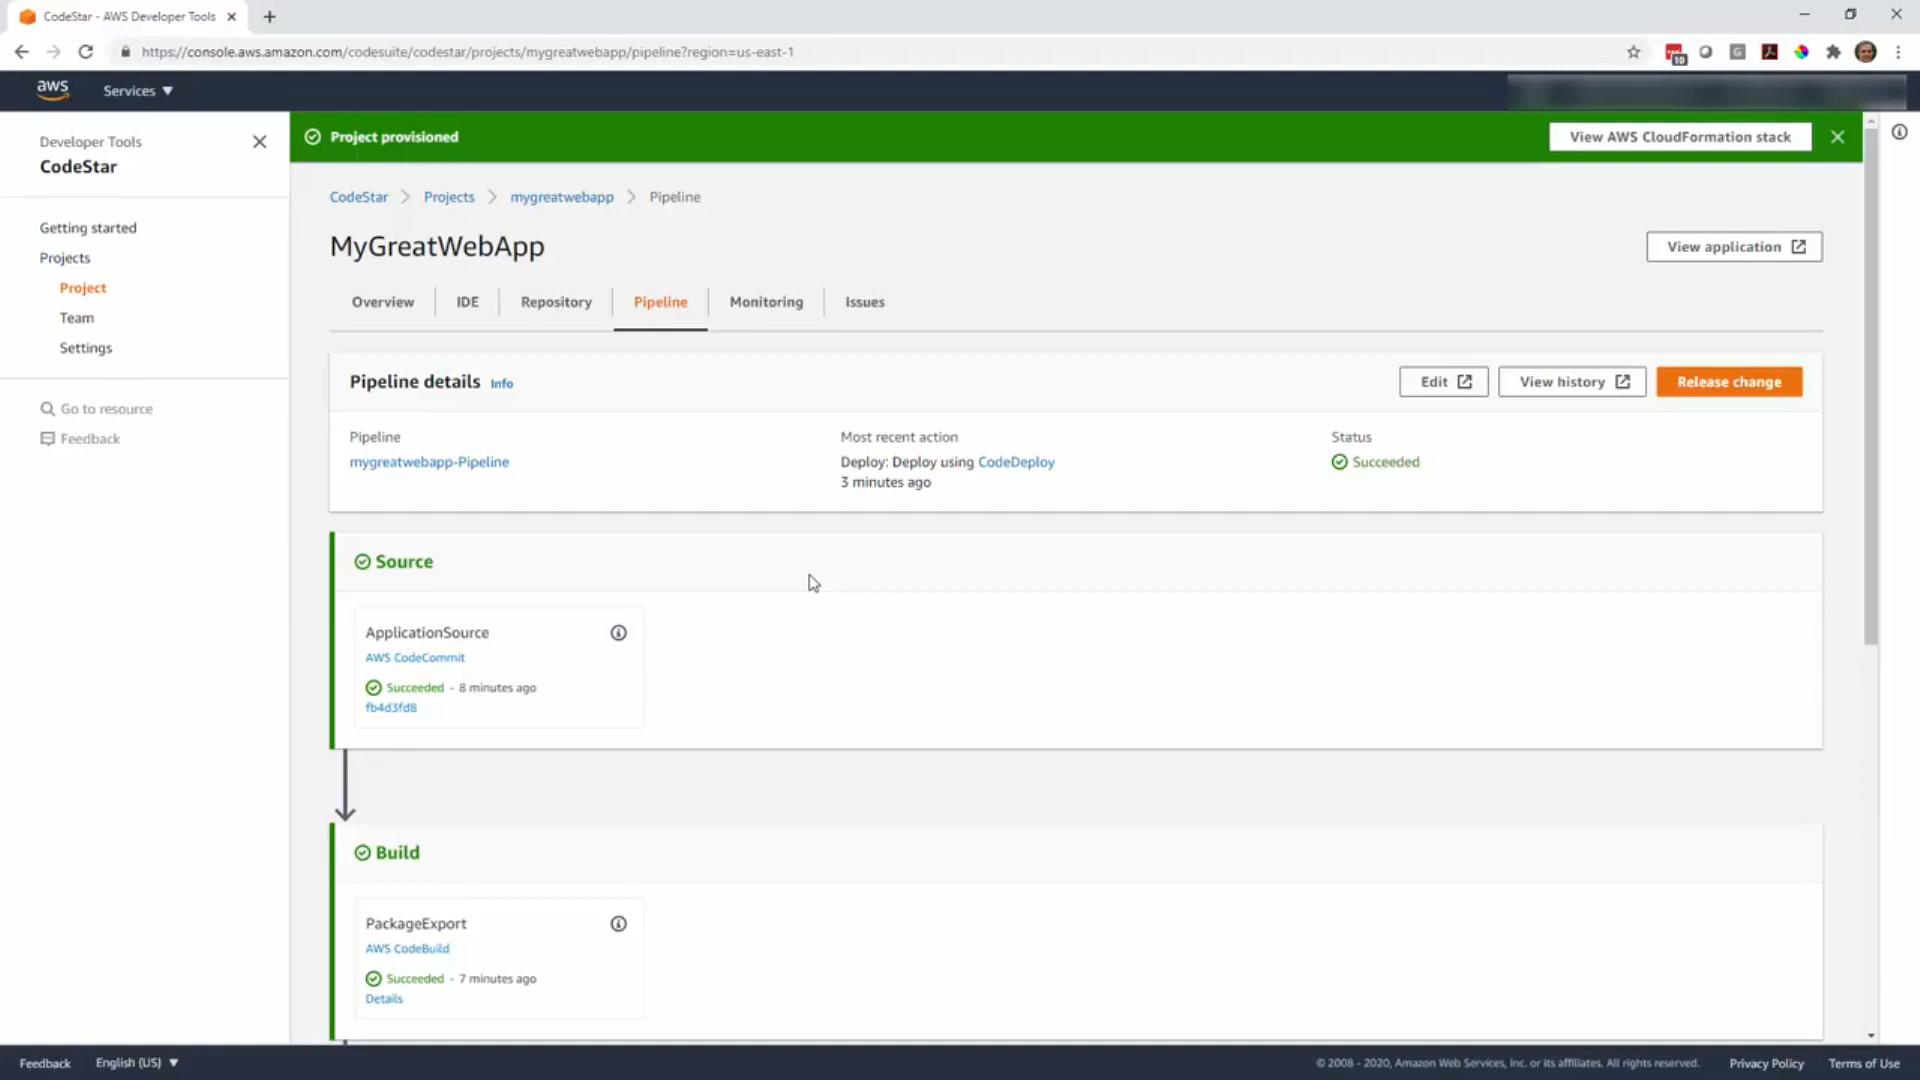 CodeStar - AWS Developer Tools
https://console.aws.amazon.com/codesuite/codestar/projects/mygreatwebapp/pipeline?region=us-east-1
10
G
aws
Services
Developer Tools
CodeStar
Getting started
Projects
Project
Team
Settings
Go to resource
Feedback
Project provisioned
View AWS CloudFormation stack
CodeStar
Projects
mygreatwebapp
Pipeline
MyGreatWebApp
View application
Overview
IDE
Repository
Pipeline
Monitoring
Issues
Pipeline details Info
Edit
View history
Release change
Pipeline
mygreatwebapp-Pipeline
Most recent action
Deploy: Deploy using CodeDeploy
3 minutes ago
Status
Succeeded
Source
ApplicationSource
AWS CodeCommit
Succeeded - 8 minutes ago
fb4d3fd8
Build
PackageExport
AWS CodeBuild
Succeeded - 7 minutes ago
Details
Feedback
English (US)
© 2008 - 2020, Amazon Web Services, Inc. or its affiliates. All rights reserved.
Privacy Policy
Terms of Use